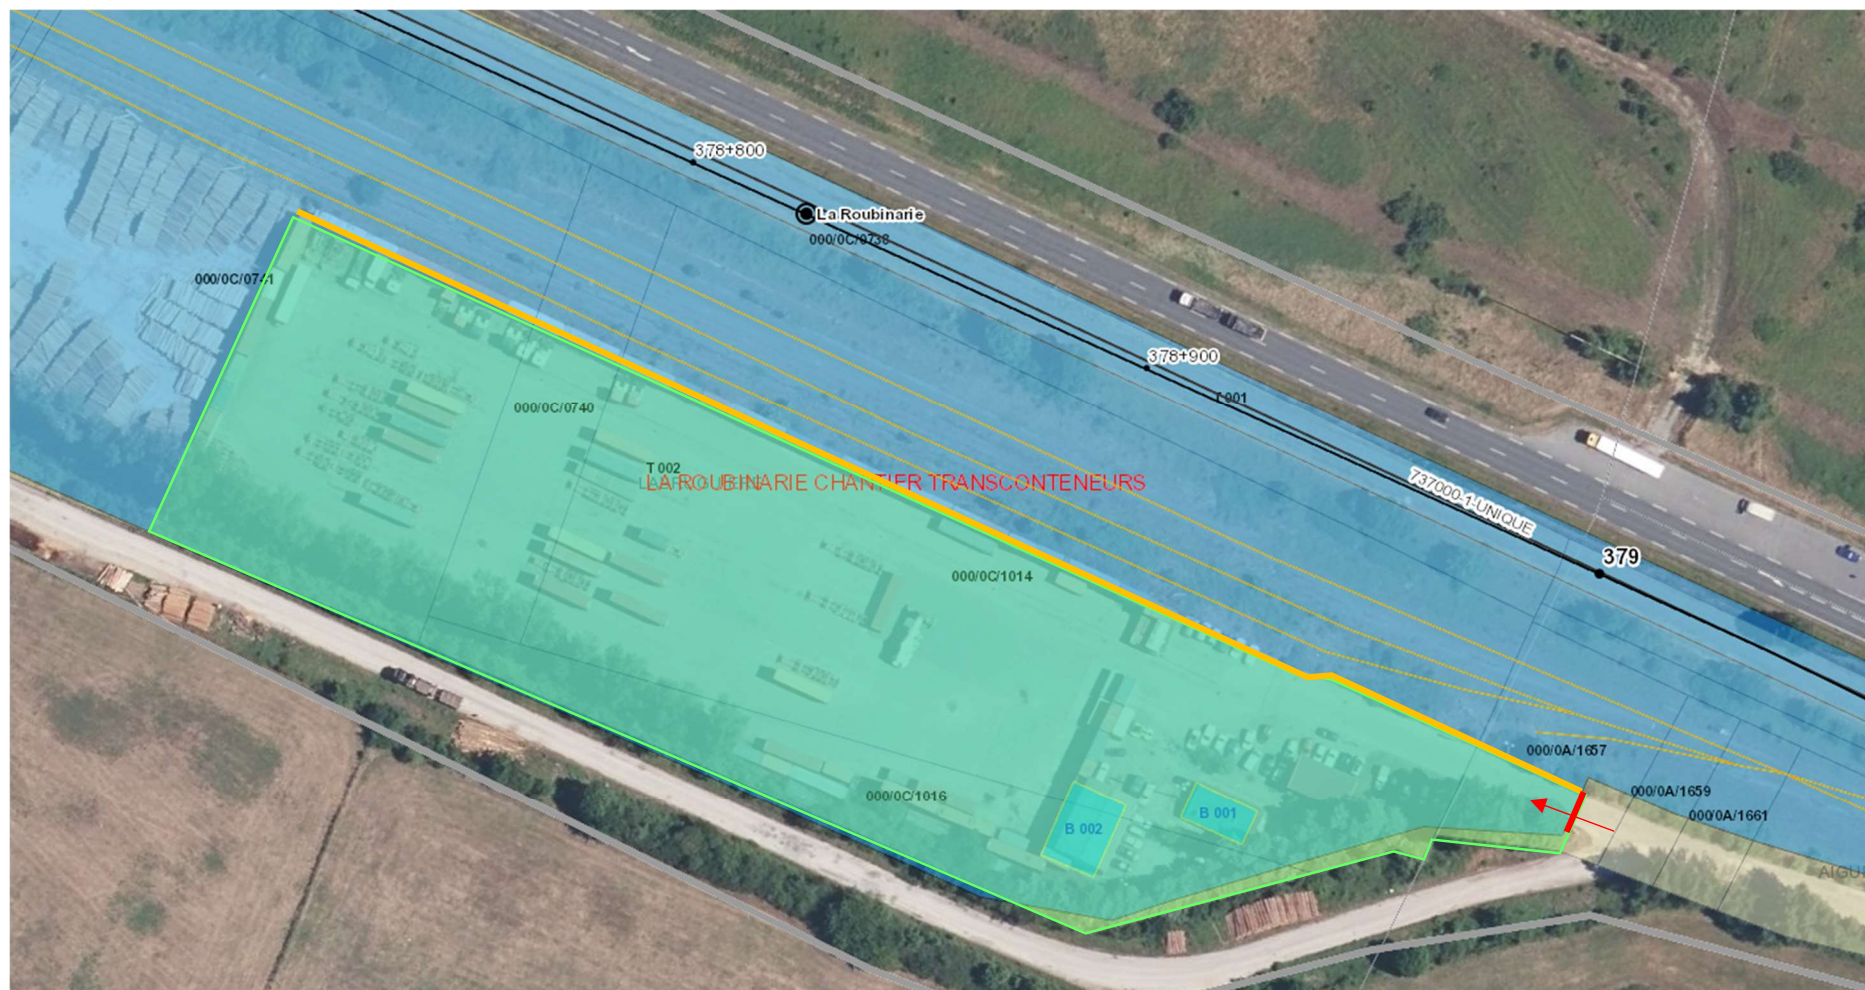 378+800
La Roubinarie
000/0C/0738
000/0C/0741
378+900
T 001
000/0C/0740
T 002
LA ROUBINARIE CHANTIER TRANSCONTENEURS
737000-1-UNIQUE
379
000/0C/1014
000/0A/1657
000/0A/1659
000/0C/1016
B 001
000/0A/1661
B 002
AIGU